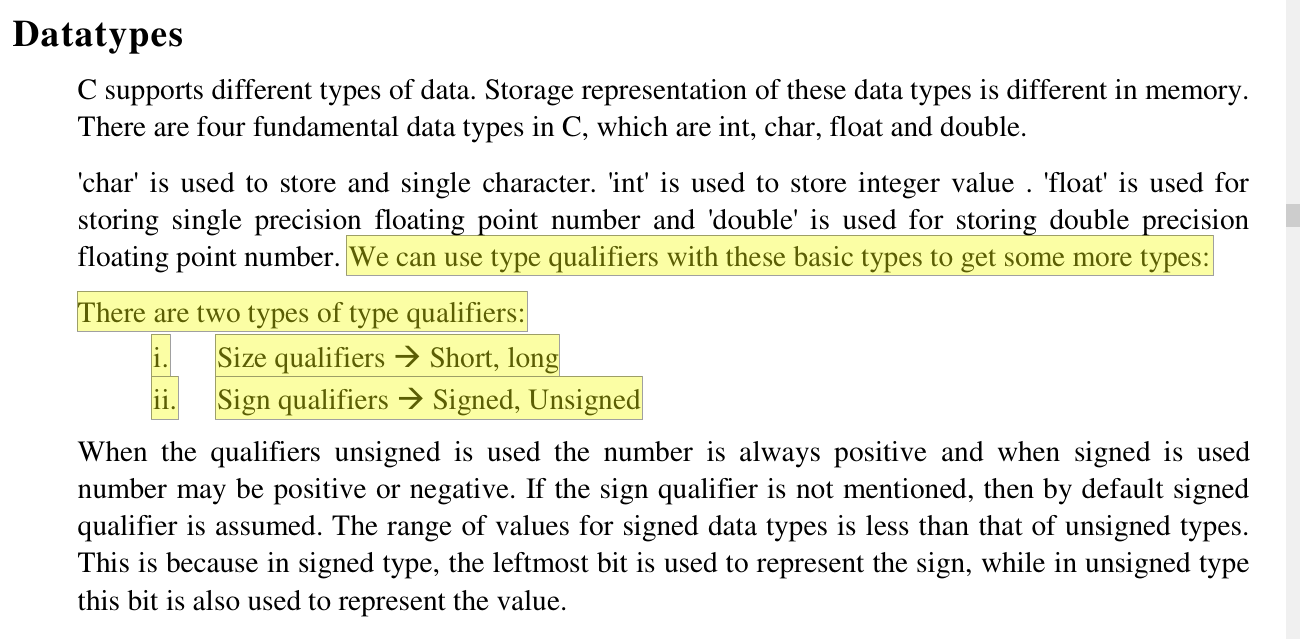 Datatypes
C supports different types of data. Storage representation of these data types is different in memory.
There are four fundamental data types in C, which are int, char, float and double.
'char' is used to store and single character. 'int' is used to store integer value . 'float' is used for
storing single precision floating point number and 'double' is used for storing double precision
floating point number. We can use type qualifiers with these basic types to get some more types:
There are two types of type qualifiers:
i. Size qualifiers → Short, long
ii. Sign qualifiers → Signed, Unsigned
When the qualifiers unsigned is used the number is always positive and when signed is used
number may be positive or negative. If the sign qualifier is not mentioned, then by default signed
qualifier is assumed. The range of values for signed data types is less than that of unsigned types.
This is because in signed type, the leftmost bit is used to represent the sign, while in unsigned type
this bit is also used to represent the value.